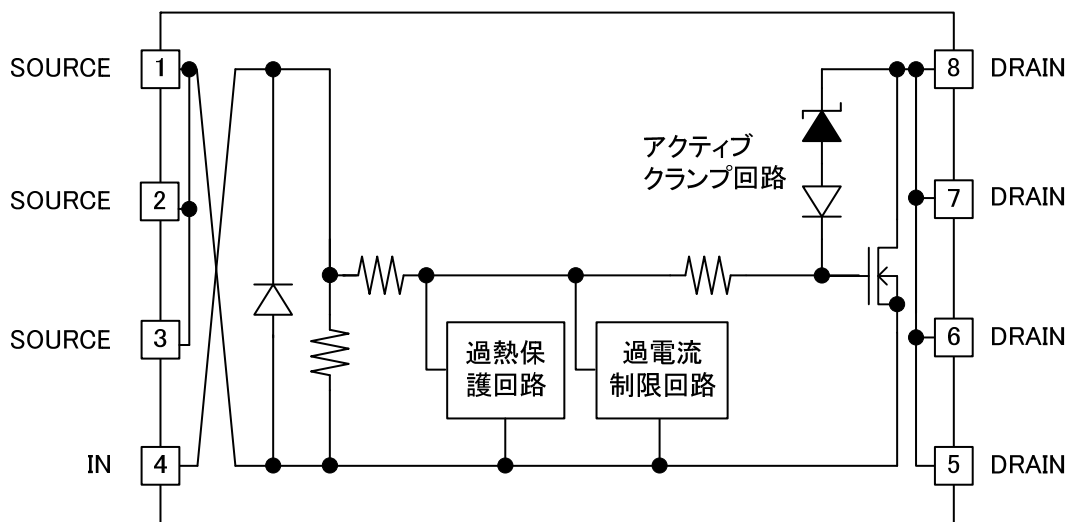 SOURCE 1
8 DRAIN
アクティブ
クランプ回路
SOURCE 2
7 DRAIN
SOURCE 3
過熱保
護回路
過電流
制限回路
6 DRAIN
IN 4
5 DRAIN